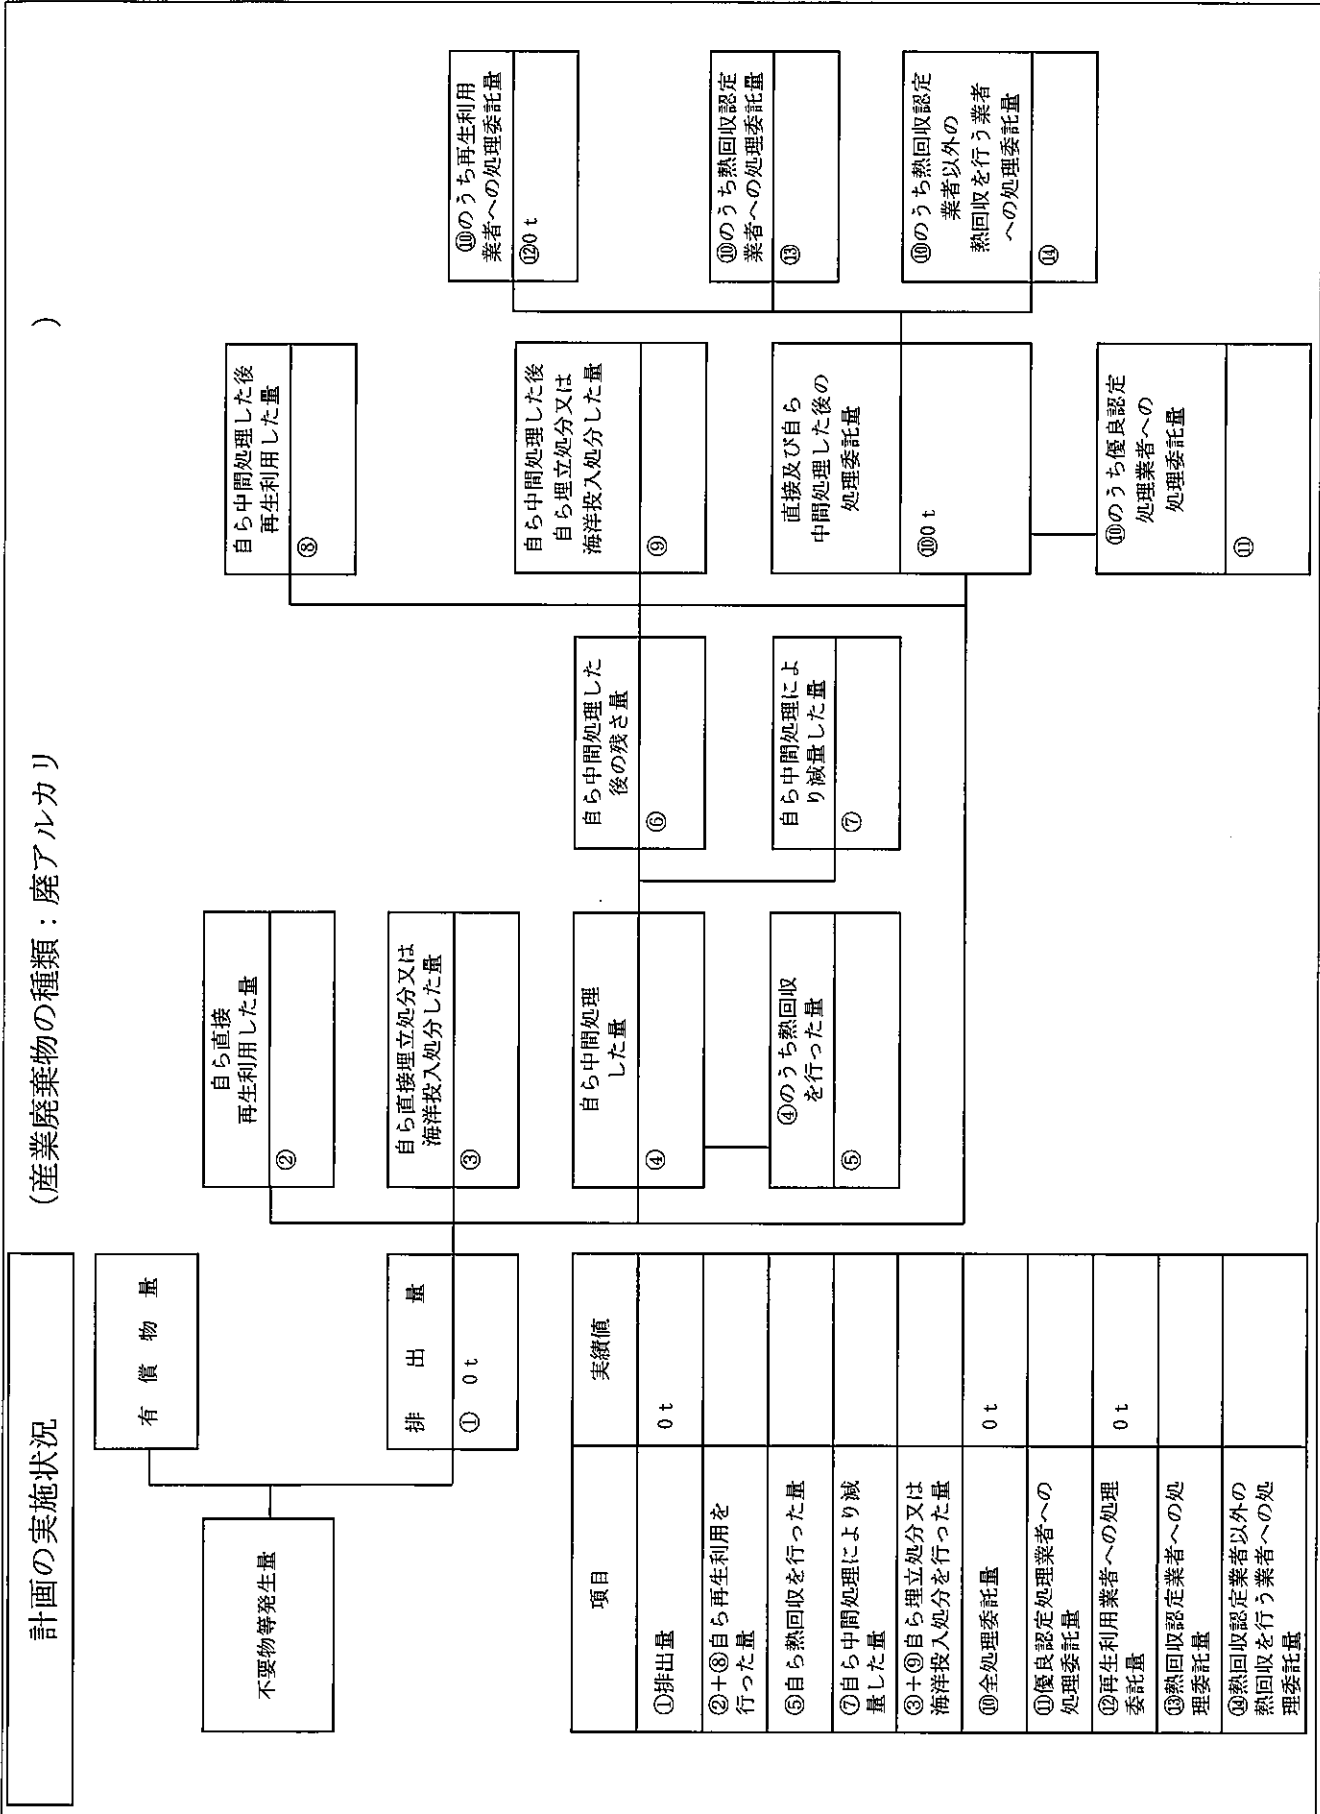 計画の実施状況
(産業廃棄物の種類：廃アルカリ
)
不要物等発生量
有 償 物 量
排 出 量
① 0 t
自ら直接
再生利用した量
②
自ら直接埋立処分又は
海洋投入処分した量
③
自ら中間処理
した量
④
④のうち熱回収
を行った量
⑤
自ら中間処理した
後の残さ量
⑥
自ら中間処理によ
り減量した量
⑦
自ら中間処理した後
再生利用した量
⑧
自ら中間処理した後
自ら埋立処分又は
海洋投入処分した量
⑨
直接及び自ら
中間処理した後の
処理委託量
⑩0 t
⑩のうち優良認定
処理業者への
処理委託量
⑪
⑩のうち再生利用
業者への処理委託量
⑫0 t
⑩のうち熱回収認定
業者への処理委託量
⑬
⑩のうち熱回収認定
業者以外の
熱回収を行う業者
への処理委託量
⑭
項目
実績値
①排出量
0 t
②+⑧自ら再生利用を
行った量
⑤自ら熱回収を行った量
⑦自ら中間処理により減
量した量
③+⑨自ら埋立処分又は
海洋投入処分を行った量
⑩全処理委託量
0 t
⑪優良認定処理業者への
処理委託量
⑫再生利用業者への処理
委託量
0 t
⑬熱回収認定業者への処
理委託量
⑭熱回収認定業者以外の
熱回収を行う業者への処
理委託量